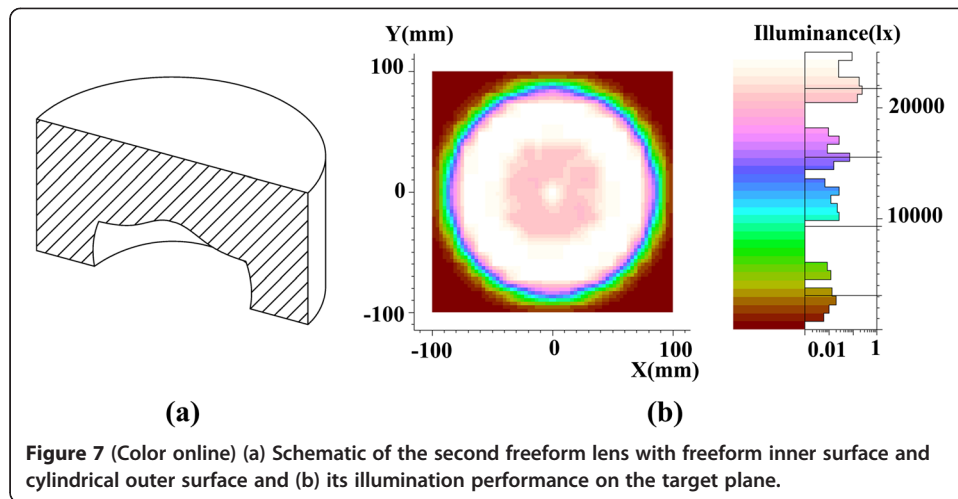 Y(mm)
Illuminance(lx)
100
20000
0
10000
-100
-100
0
100
0.01
1
X(mm)
(a)
(b)
Figure 7 (Color online) (a) Schematic of the second freeform lens with freeform inner surface and
cylindrical outer surface and (b) its illumination performance on the target plane.